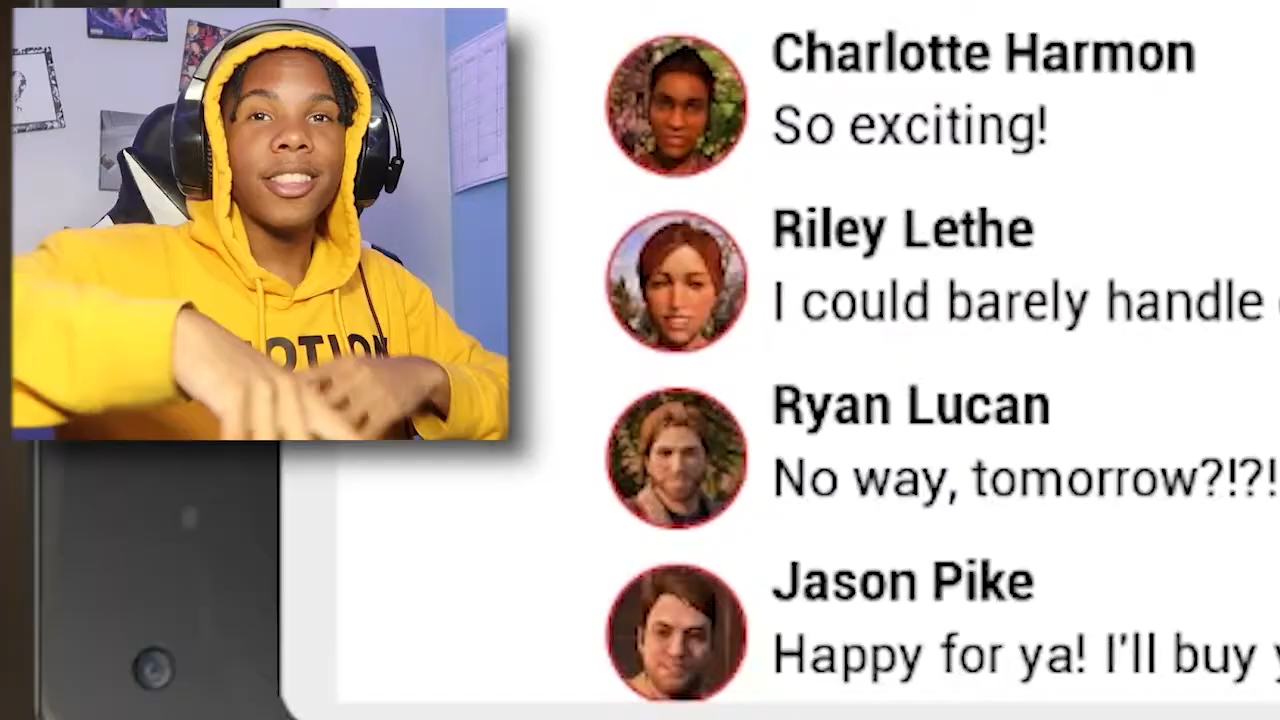 Charlotte Harmon
So exciting!
Riley Lethe
I could barely handle
Ryan Lucan
No way, tomorrow?!?!
Jason Pike
Happy for ya! I'll buy
OTION